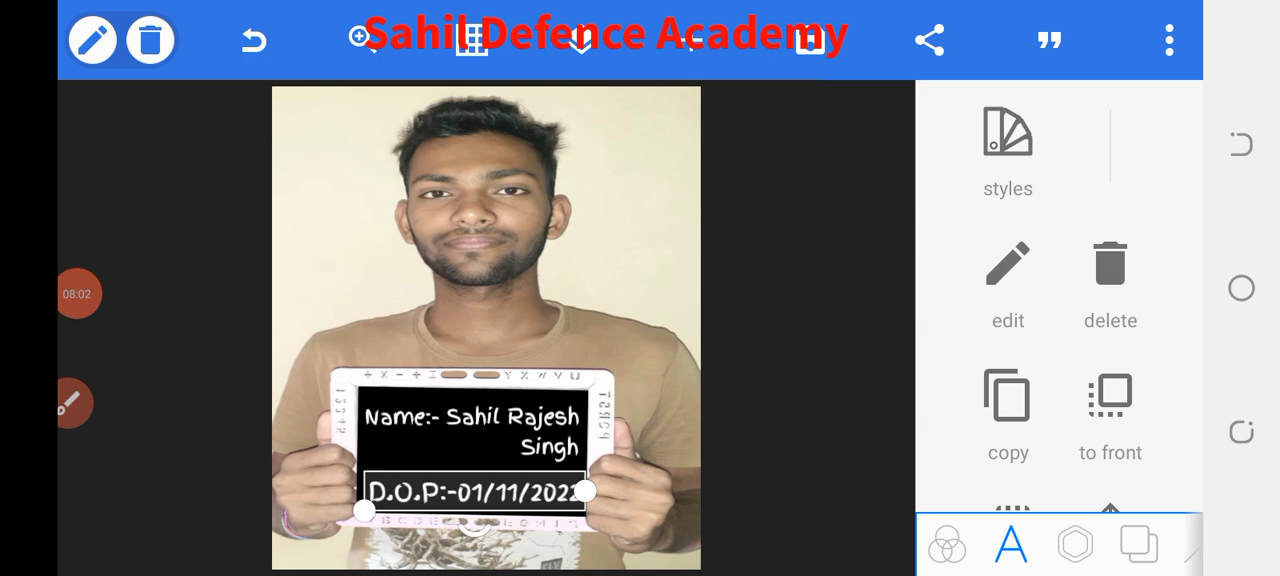 Sahil Defence Academy
styles
08:02
edit
delete
Name:- Sahil Rajesh
Singh
copy
to front
D.O.P:-01/11/2022
A